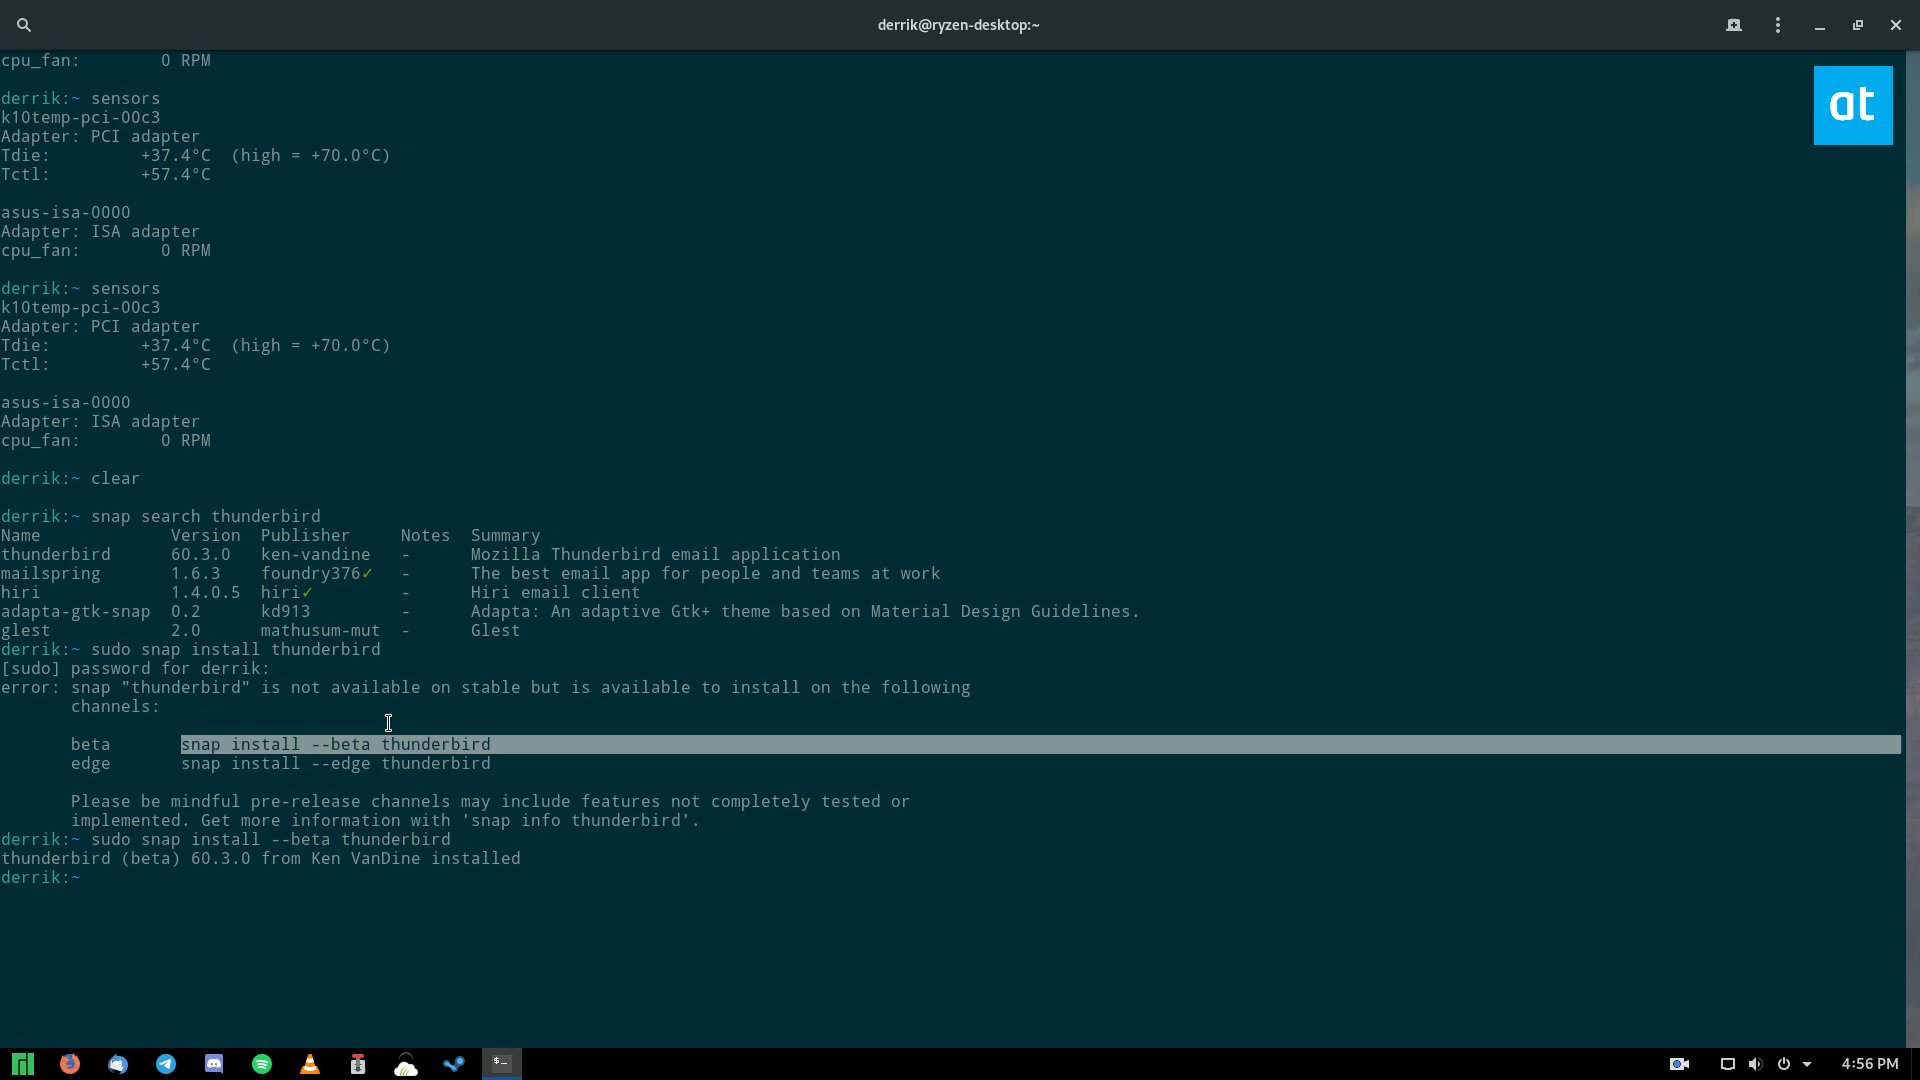 derrik@ryzen-desktop:~
cpu_fan:        0 RPM
at
derrik:~ sensors
k10temp-pci-00c3
Adapter: PCI adapter
Tdie:         +37.4°C  (high = +70.0°C)
Tctl:         +57.4°C
asus-isa-0000
Adapter: ISA adapter
cpu_fan:        0 RPM
derrik:~ sensors
k10temp-pci-00c3
Adapter: PCI adapter
Tdie:         +37.4°C  (high = +70.0°C)
Tctl:         +57.4°C
asus-isa-0000
Adapter: ISA adapter
cpu_fan:        0 RPM
derrik:~ clear
derrik:~ snap search thunderbird
Name             Version  Publisher     Notes  Summary
thunderbird      60.3.0   ken-vandine   -      Mozilla Thunderbird email application
mailspring       1.6.3    foundry376✓   -      The best email app for people and teams at work
hiri             1.4.0.5  hiri✓         -      Hiri email client
adapta-gtk-snap  0.2      kd913         -      Adapta: An adaptive Gtk+ theme based on Material Design Guidelines.
glest            2.0      mathusum-mut  -      Glest
derrik:~ sudo snap install thunderbird
[sudo] password for derrik:
error: snap "thunderbird" is not available on stable but is available to install on the following
       channels:
       beta       snap install --beta thunderbird
       edge       snap install --edge thunderbird
       Please be mindful pre-release channels may include features not completely tested or
       implemented. Get more information with 'snap info thunderbird'.
derrik:~ sudo snap install --beta thunderbird
thunderbird (beta) 60.3.0 from Ken VanDine installed
derrik:~
4:56 PM